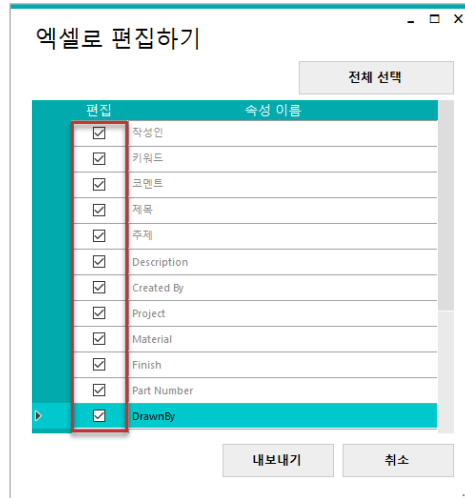 엑셀로 편집하기
전체 선택
편집 속성 이름
작성인
키워드
코멘트
제목
주제
Description
Created By
Project
Material
Finish
Part Number
DrawnBy
내보내기 취소